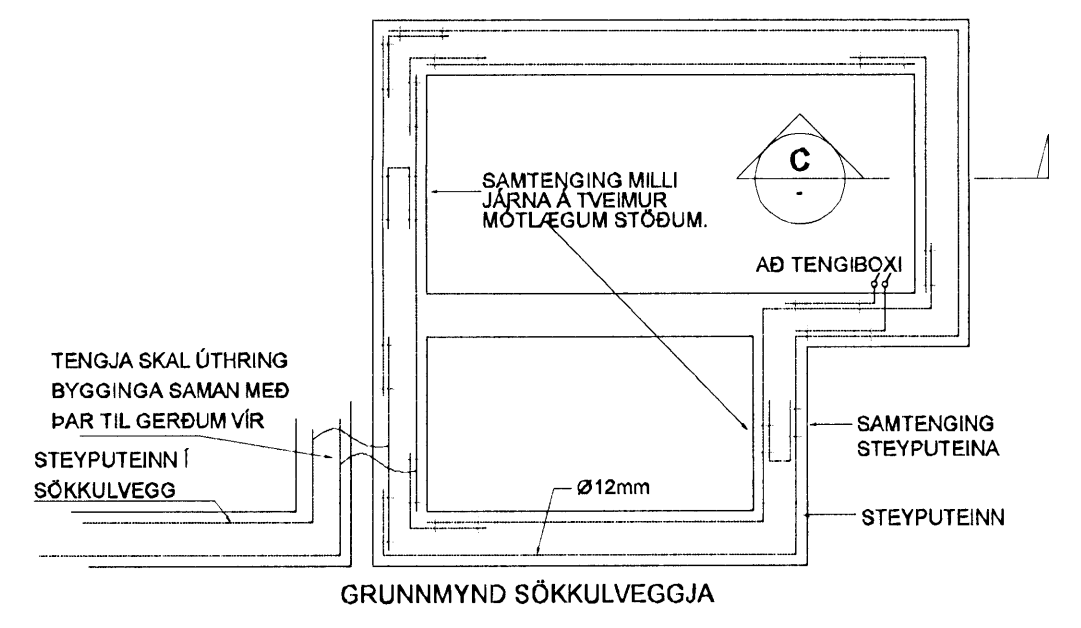 C
-
SAMTENGING MILLI
JÁRNA Á TVEIMUR
MÓTLÆGUM STÖÐUM.
AÐ TENGIBOXI
TENGJA SKAL ÚTHRING
BYGGINGA SAMAN MEÐ
ÞAR TIL GERÐUM VÍR
STEYPUTEINN Í
SÖKKULVEGG
SAMTENGING
STEYPUTEINA
Ø12mm
STEYPUTEINN
GRUNNMYND SÖKKULVEGGJA